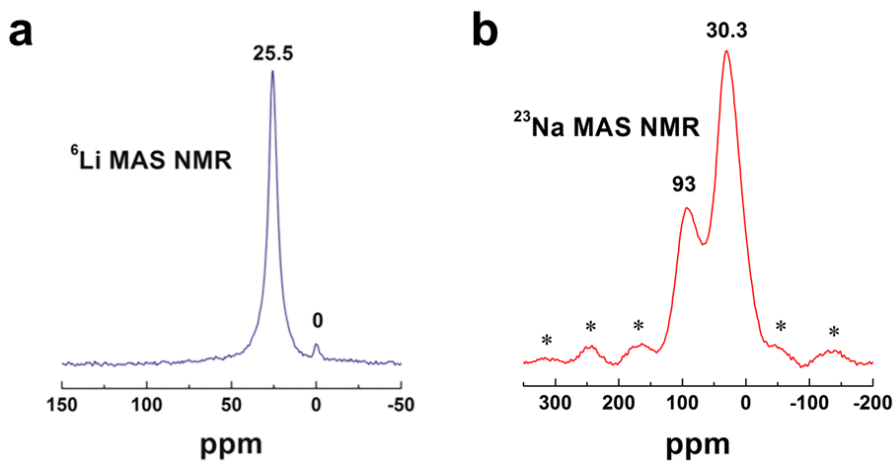 a
25.5
⁶Li MAS NMR
0
150 100 50 0 -50
ppm
b
30.3
²³Na MAS NMR
93
* * * * *
300 200 100 0 -100 -200
ppm